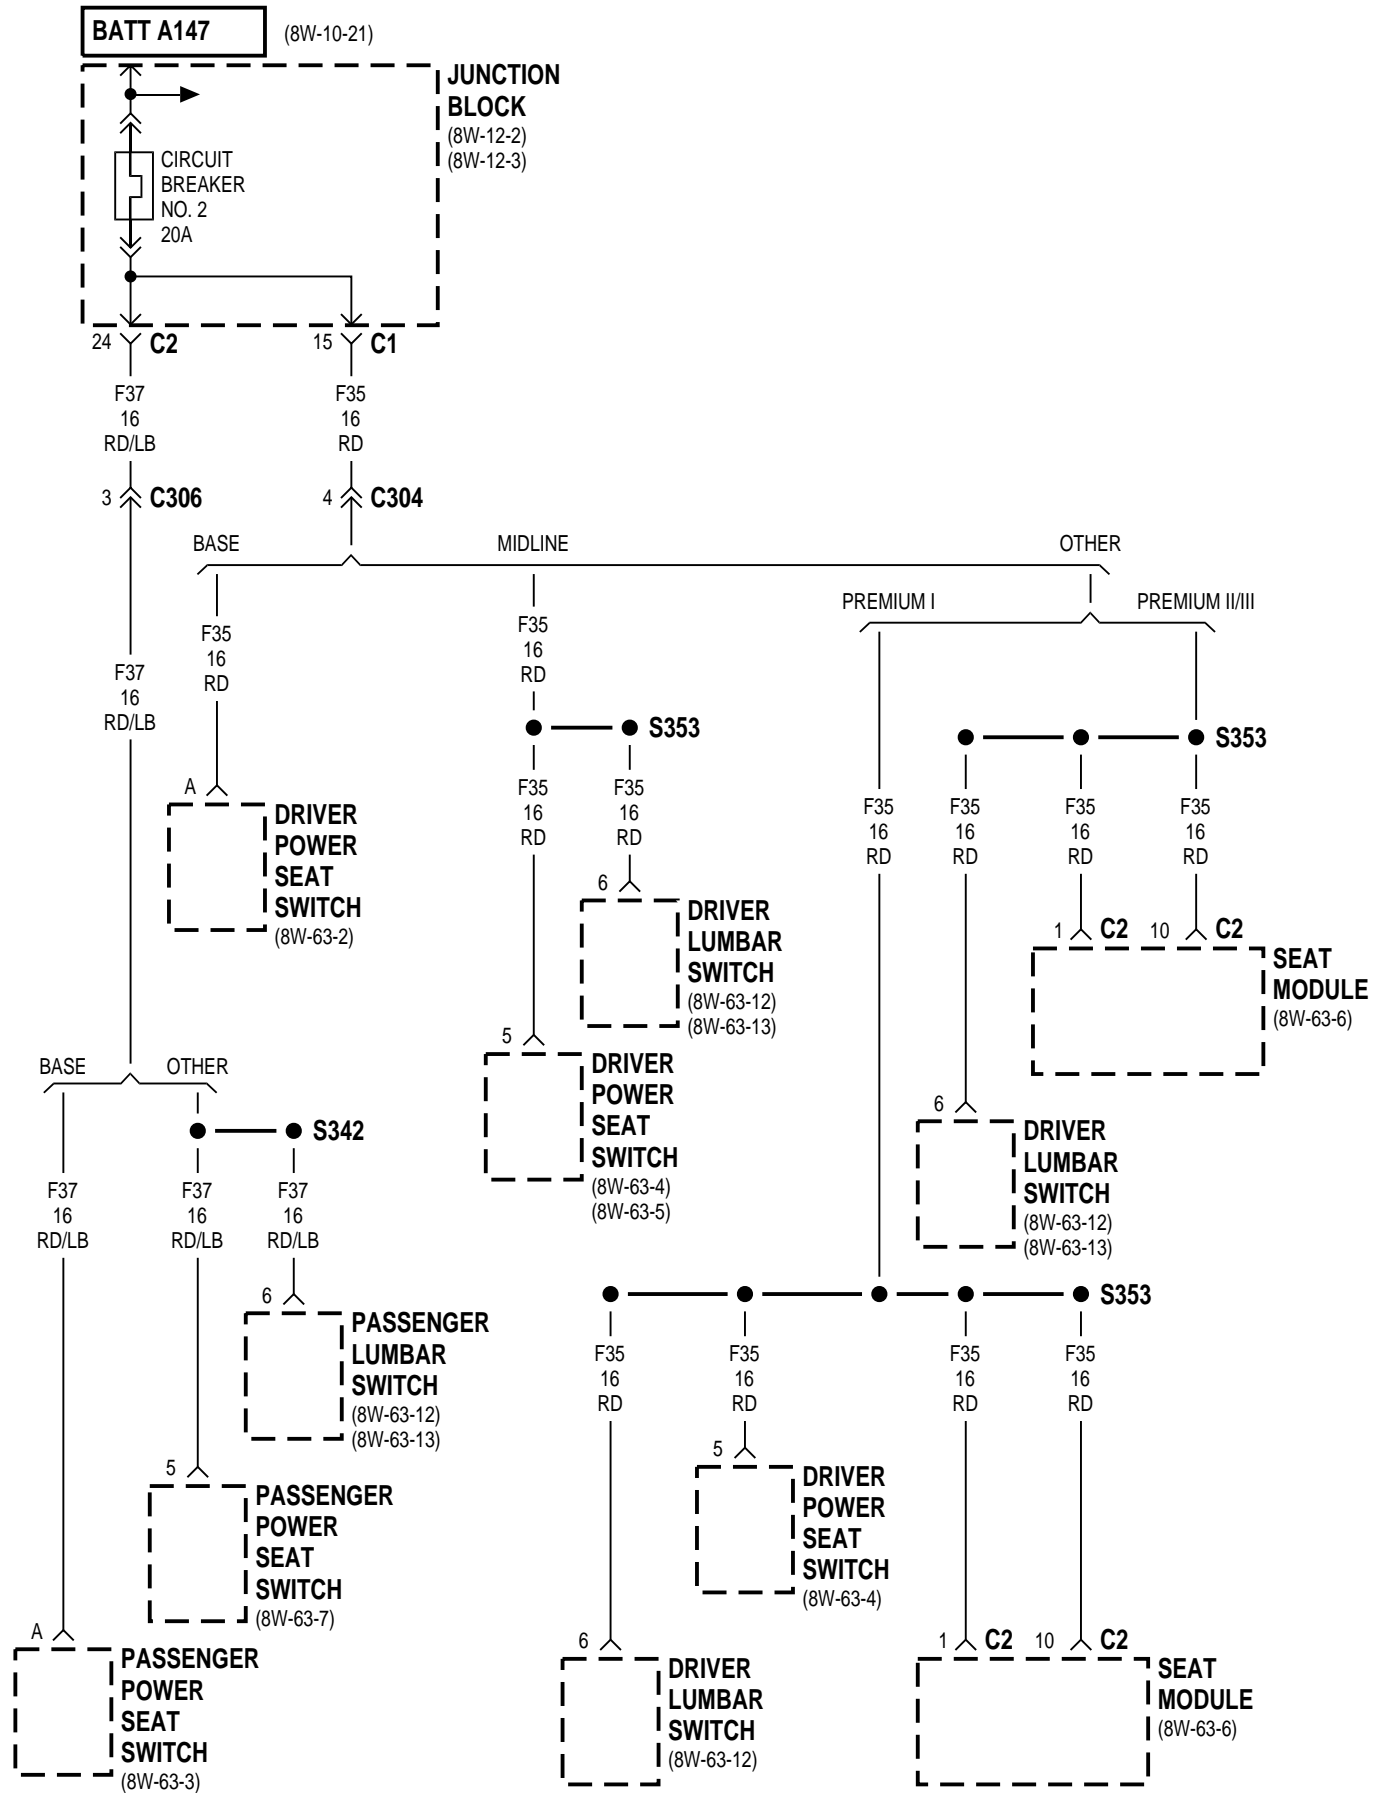 BATT A147
(8W-10-21)
JUNCTION
BLOCK
(8W-12-2)
(8W-12-3)
CIRCUIT
BREAKER
NO. 2
20A
24
C2
15
C1
F37
16
RD/LB
F35
16
RD
3
C306
4
C304
BASE
MIDLINE
OTHER
PREMIUM I
PREMIUM II/III
F37
16
RD/LB
F35
16
RD
F35
16
RD
S353
S353
F35
16
RD
F35
16
RD
F35
16
RD
F35
16
RD
F35
16
RD
F35
16
RD
A
DRIVER
POWER
SEAT
SWITCH
(8W-63-2)
6
DRIVER
LUMBAR
SWITCH
(8W-63-12)
(8W-63-13)
1
C2
10
C2
SEAT
MODULE
(8W-63-6)
5
DRIVER
POWER
SEAT
SWITCH
(8W-63-4)
(8W-63-5)
6
DRIVER
LUMBAR
SWITCH
(8W-63-12)
(8W-63-13)
BASE
OTHER
S342
F37
16
RD/LB
F37
16
RD/LB
F37
16
RD/LB
6
PASSENGER
LUMBAR
SWITCH
(8W-63-12)
(8W-63-13)
5
PASSENGER
POWER
SEAT
SWITCH
(8W-63-7)
A
PASSENGER
POWER
SEAT
SWITCH
(8W-63-3)
S353
F35
16
RD
F35
16
RD
F35
16
RD
F35
16
RD
5
DRIVER
POWER
SEAT
SWITCH
(8W-63-4)
6
DRIVER
LUMBAR
SWITCH
(8W-63-12)
1
C2
10
C2
SEAT
MODULE
(8W-63-6)